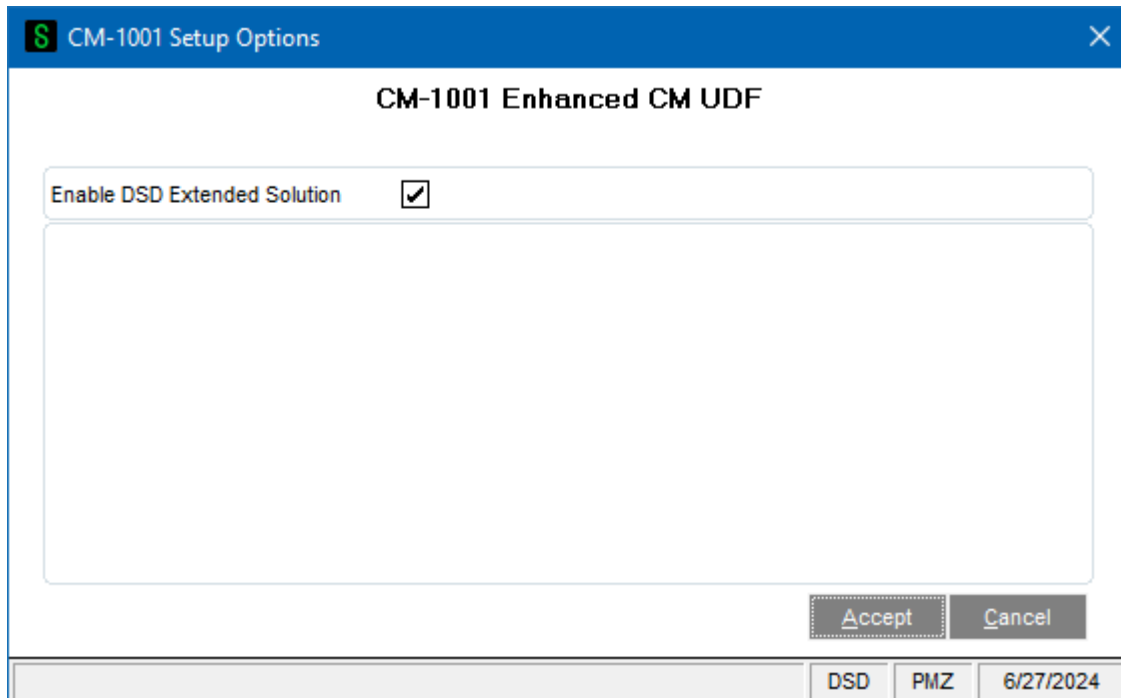 S CM-1001 Setup Options
CM-1001 Enhanced CM UDF
Enable DSD Extended Solution
Accept Cancel
DSD PMZ 6/27/2024